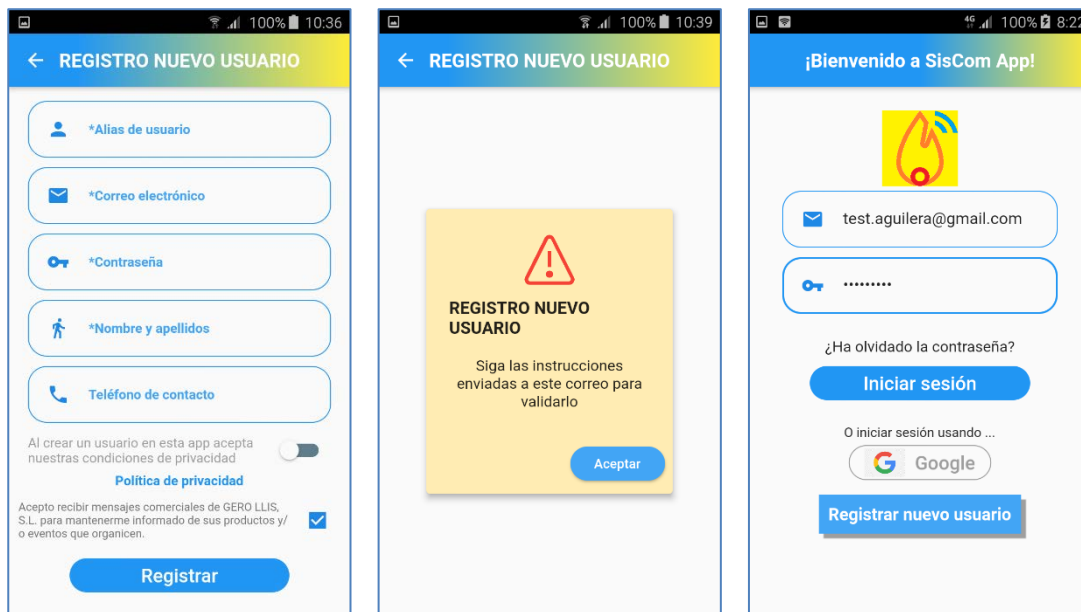 100% 10:36
REGISTRO NUEVO USUARIO
*Alias de usuario
*Correo electrónico
*Contraseña
*Nombre y apellidos
Teléfono de contacto
Al crear un usuario en esta app acepta
nuestras condiciones de privacidad
Política de privacidad
Acepto recibir mensajes comerciales de GERO LLIS,
S.L. para mantenerme informado de sus productos y/
o eventos que organicen.
Registrar
100% 10:39
REGISTRO NUEVO USUARIO
REGISTRO NUEVO
USUARIO
Siga las instrucciones
enviadas a este correo para
validarlo
Aceptar
4G 100% 8:22
¡Bienvenido a SisCom App!
test.aguilera@gmail.com
¿Ha olvidado la contraseña?
Iniciar sesión
O iniciar sesión usando ...
G Google
Registrar nuevo usuario